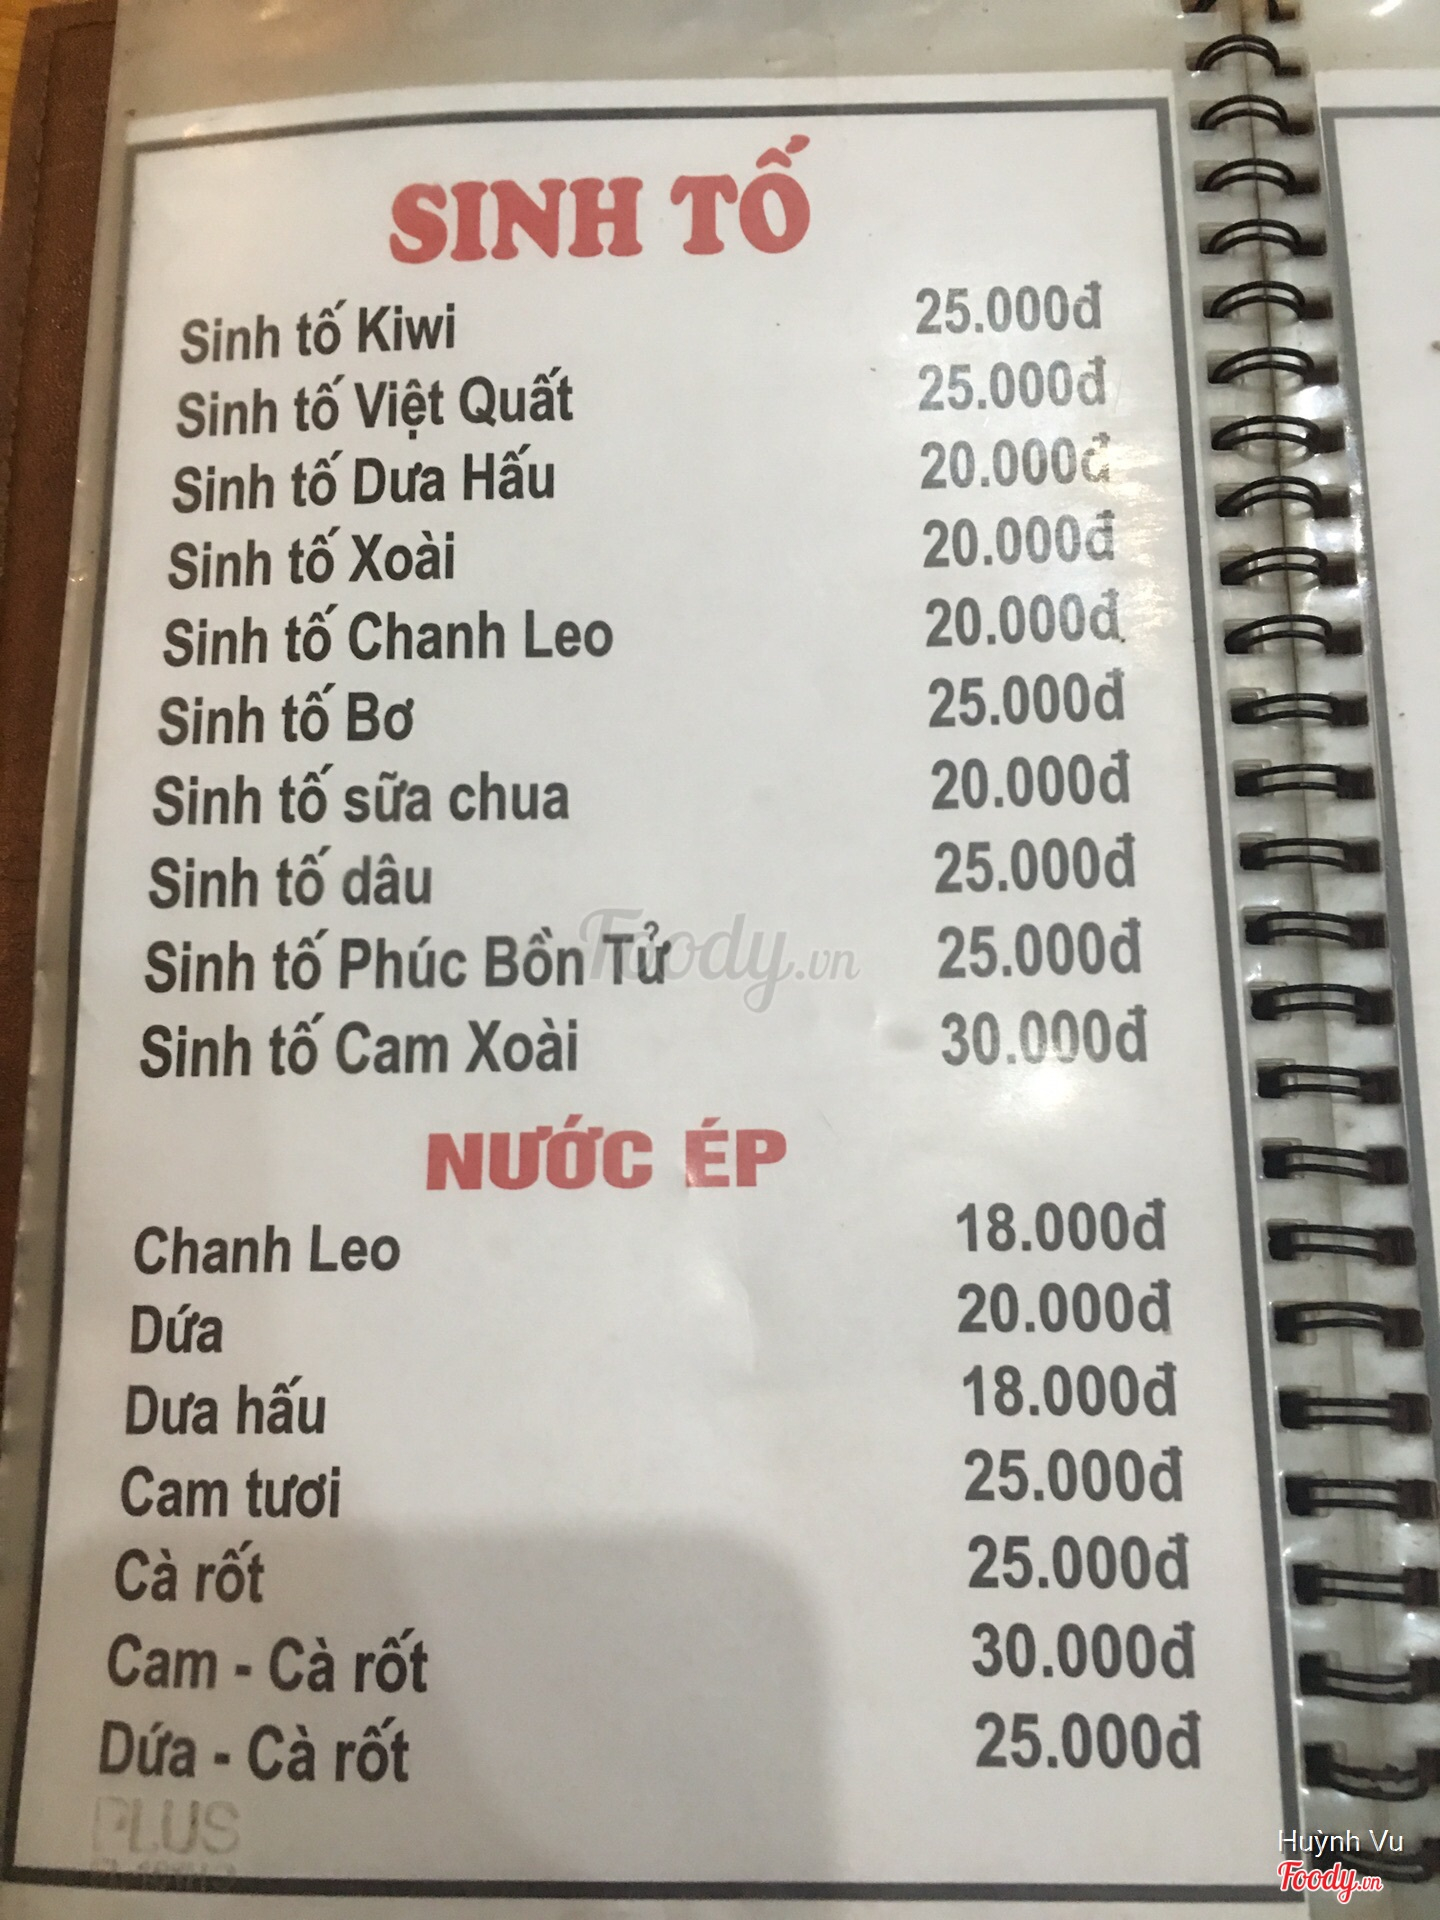 SINH TỐ
Sinh tố Kiwi 25.000đ
Sinh tố Việt Quất 25.000đ
Sinh tố Dưa Hấu 20.000đ
Sinh tố Xoài 20.000đ
Sinh tố Chanh Leo 20.000đ
Sinh tố Bơ 25.000đ
Sinh tố sữa chua 20.000đ
Sinh tố dâu 25.000đ
Sinh tố Phúc Bồn Tử 25.000đ
Foody.vn
Sinh tố Cam Xoài 30.000đ
NƯỚC ÉP
Chanh Leo 18.000đ
Dứa 20.000đ
Dưa hấu 18.000đ
Cam tươi 25.000đ
Cà rốt 25.000đ
Cam - Cà rốt 30.000đ
Dứa - Cà rốt 25.000đ
PLUS
Huỳnh Vu
Foody.vn